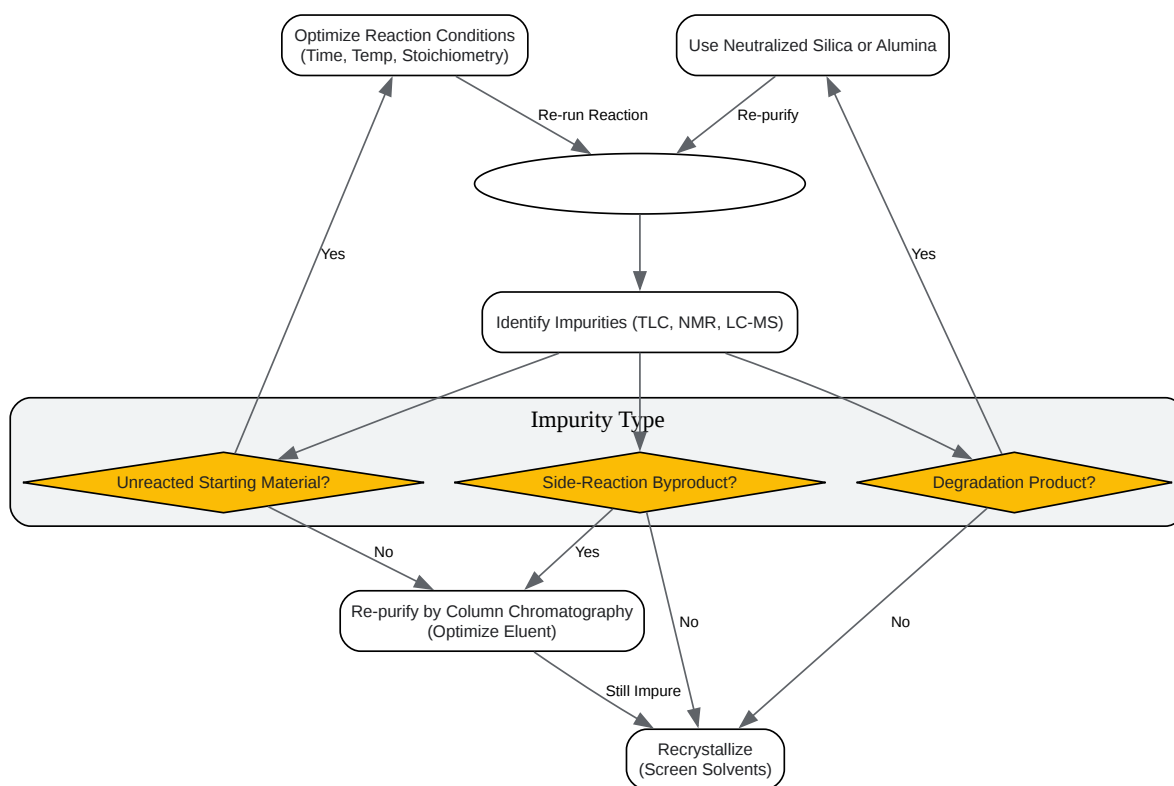 Optimize Reaction Conditions
(Time, Temp, Stoichiometry)
Use Neutralized Silica or Alumina
Re-run Reaction
Re-purify
Yes
Yes
Identify Impurities (TLC, NMR, LC-MS)
Impurity Type
Unreacted Starting Material?
Side-Reaction Byproduct?
Degradation Product?
No
Yes
Re-purify by Column Chromatography
(Optimize Eluent)
No
No
Still Impure
Recrystallize
(Screen Solvents)